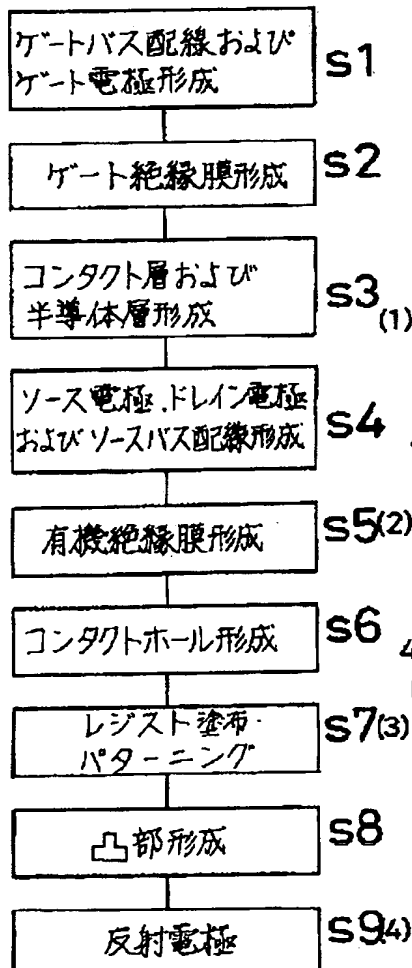 ゲートバス配線および
ゲート電極形成
s1
ゲート絶縁膜形成
s2
コンタクト層および
半導体層形成
s3
(1)
ソース電極、ドレイン電極
およびソースバス配線形成
s4
有機絶縁膜形成
s5(2)
コンタクトホール形成
s6
レジスト塗布・
パターニング
s7(3)
凸部形成
s8
反射電極
s9(4)